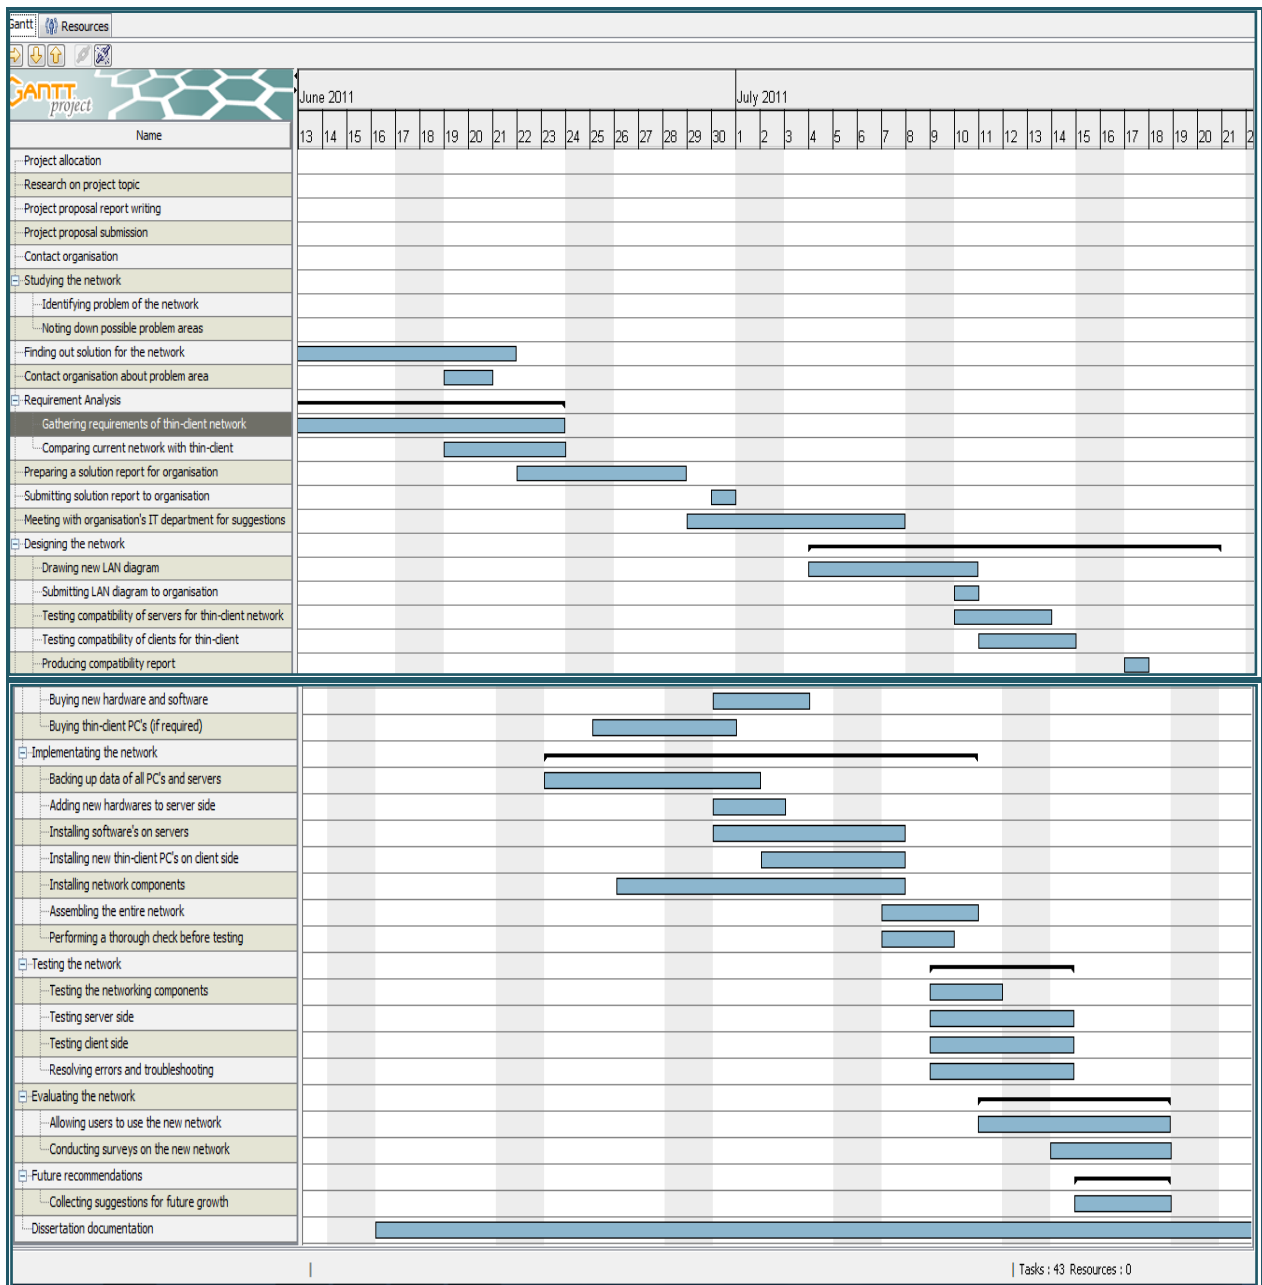 Gantt Resources
GANTT
project
June 2011 July 2011
Name 13 14 15 16 17 18 19 20 21 22 23 24 25 26 27 28 29 30 1 2 3 4 5 6 7 8 9 10 11 12 13 14 15 16 17 18 19 20 21 2
Project allocation
Research on project topic
Project proposal report writing
Project proposal submission
Contact organisation
Studying the network
Identifying problem of the network
Noting down possible problem areas
Finding out solution for the network
Contact organisation about problem area
Requirement Analysis
Gathering requirements of thin-client network
Comparing current network with thin-client
Preparing a solution report for organisation
Submitting solution report to organisation
Meeting with organisation's IT department for suggestions
Designing the network
Drawing new LAN diagram
Submitting LAN diagram to organisation
Testing compatibility of servers for thin-client network
Testing compatibility of clients for thin-client
Producing compatibility report
Buying new hardware and software
Buying thin-client PC's (if required)
Implementating the network
Backing up data of all PC's and servers
Adding new hardwares to server side
Installing software's on servers
Installing new thin-client PC's on client side
Installing network components
Assembling the entire network
Performing a thorough check before testing
Testing the network
Testing the networking components
Testing server side
Testing client side
Resolving errors and troubleshooting
Evaluating the network
Allowing users to use the new network
Conducting surveys on the new network
Future recommendations
Collecting suggestions for future growth
Dissertation documentation
Tasks : 43 Resources : 0